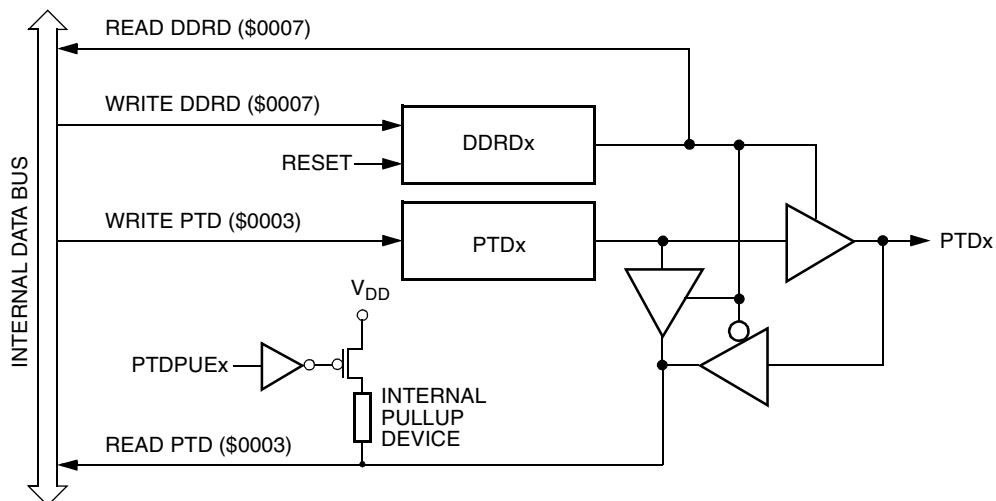 READ DDRD ($0007)
WRITE DDRD ($0007)
DDRDx
RESET
WRITE PTD ($0003)
PTDx
PTDx
VDD
PTDPUEx
INTERNAL
PULLUP
DEVICE
READ PTD ($0003)
INTERNAL DATA BUS